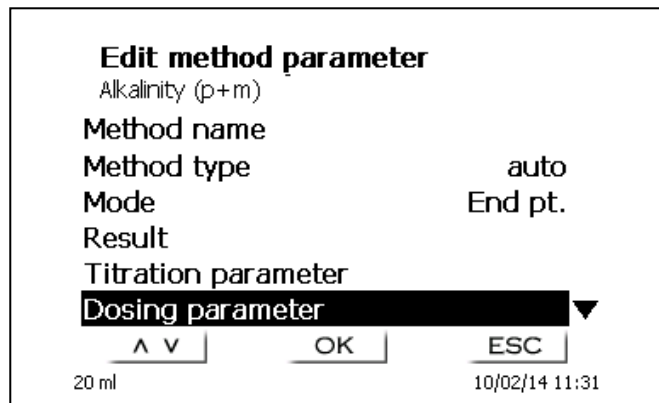 Edit method parameter
Alkalinity (p+m)
Method name
Method type auto
Mode End pt.
Result
Titration parameter
Dosing parameter ▼
∧ ∨ OK ESC
20 ml 10/02/14 11:31